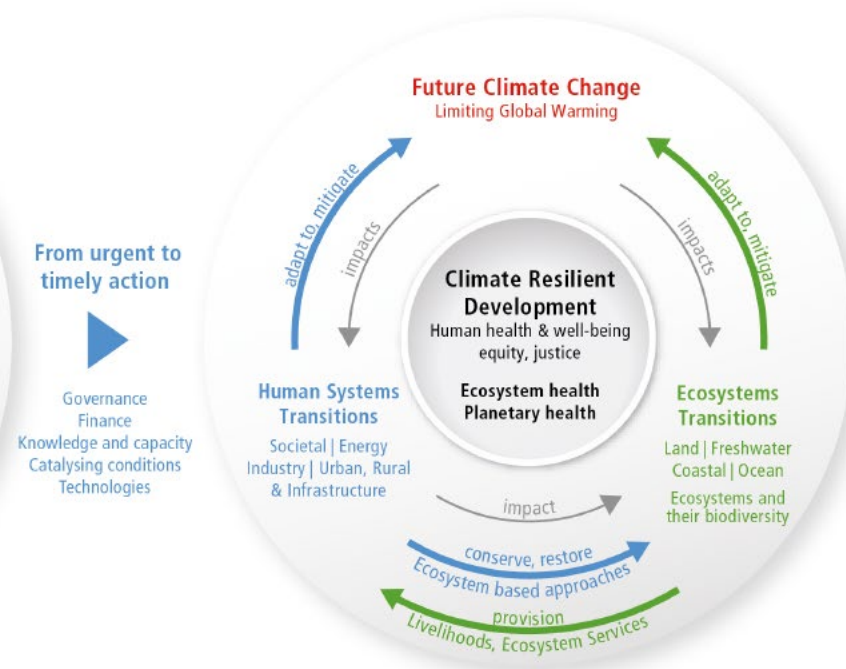 Future Climate Change
Limiting Global Warming
adapt to, mitigate
impacts
impacts
adapt to, mitigate
From urgent to
timely action
Governance
Finance
Knowledge and capacity
Catalysing conditions
Technologies
Climate Resilient
Development
Human health & well-being
equity, justice
Ecosystem health
Planetary health
Human Systems
Transitions
Societal | Energy
Industry | Urban, Rural
& Infrastructure
Ecosystems
Transitions
Land | Freshwater
Coastal | Ocean
Ecosystems and
their biodiversity
impact
conserve, restore
Ecosystem based approaches
provision
Livelihoods, Ecosystem Services